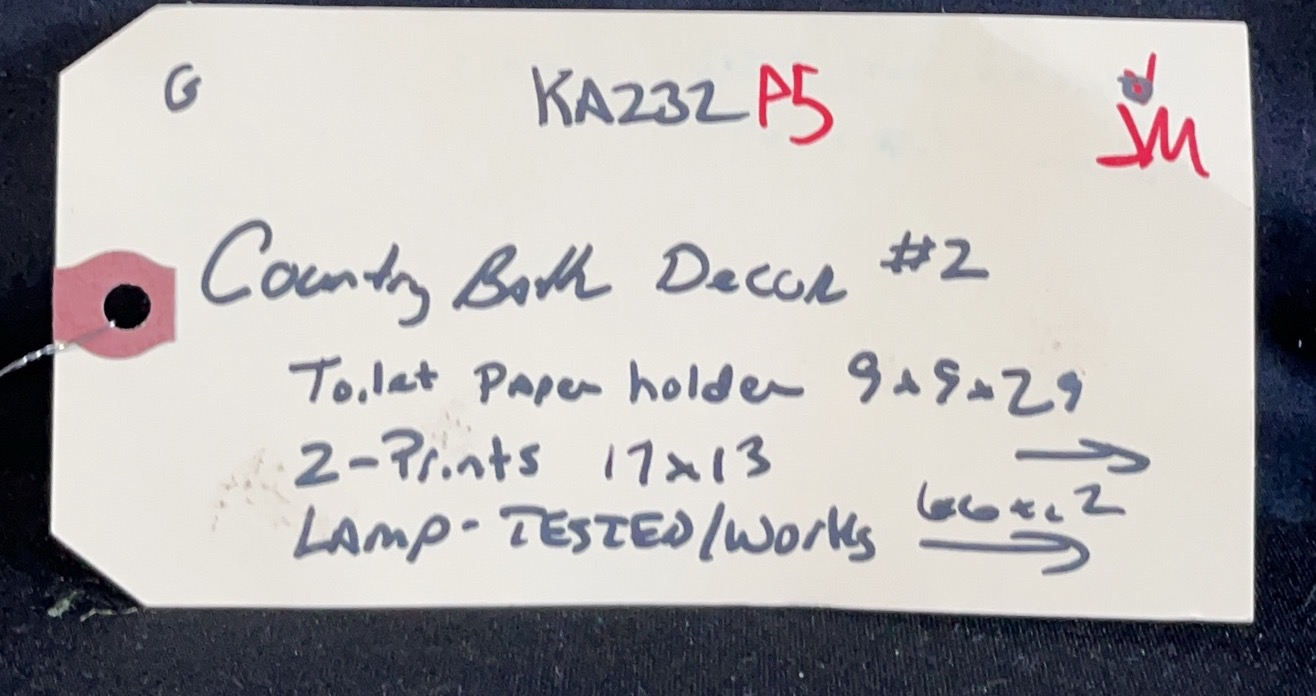 G KA232 P5 JM
Country Bath Decor #2
Toilet Paper holder 9x9x29
2-Prints 17x13 →
LAMP-TESTED/Works →